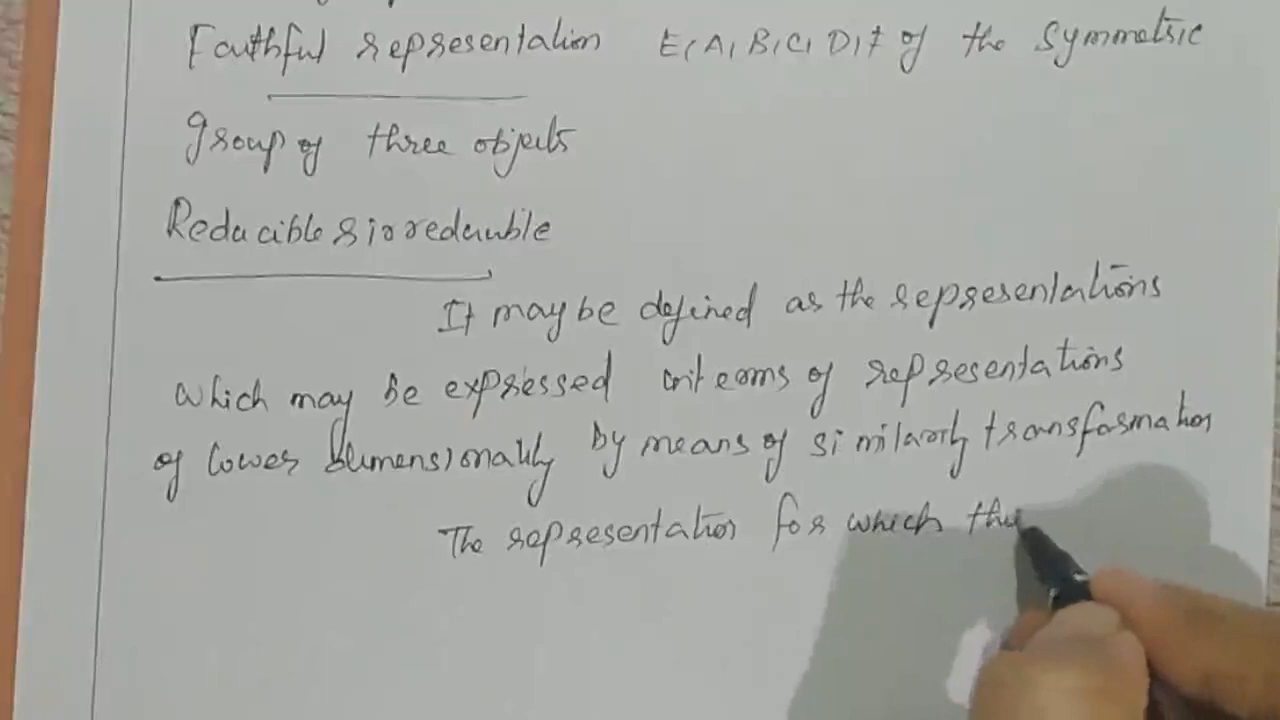 Faithful representation E, A, B, C, D, F of the Symmetric
group of three objects
Reducible & irreducible
It may be defined as the representations
which may be expressed in terms of representations
of lower dimensionality by means of similarity transformation
The representation for which thi